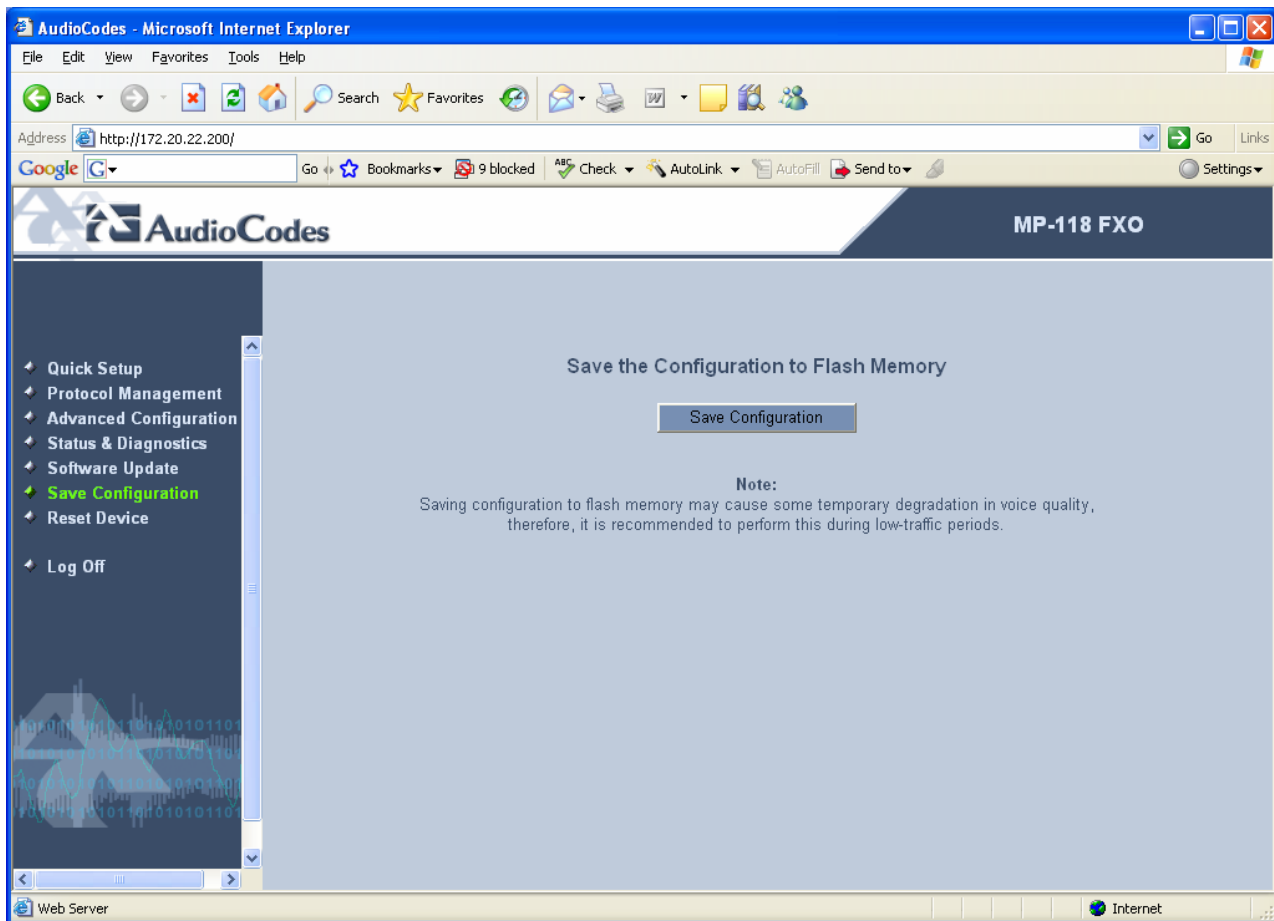 AudioCodes - Microsoft Internet Explorer
File Edit View Favorites Tools Help
Back Search Favorites
Address http://172.20.22.200/ Go Links
Google G Go Bookmarks 9 blocked ABC Check AutoLink AutoFill Send to Settings
AudioCodes MP-118 FXO
Quick Setup
Protocol Management
Advanced Configuration
Status & Diagnostics
Software Update
Save Configuration
Reset Device
Log Off
Save the Configuration to Flash Memory
Save Configuration
Note:
Saving configuration to flash memory may cause some temporary degradation in voice quality,
therefore, it is recommended to perform this during low-traffic periods.
Web Server Internet